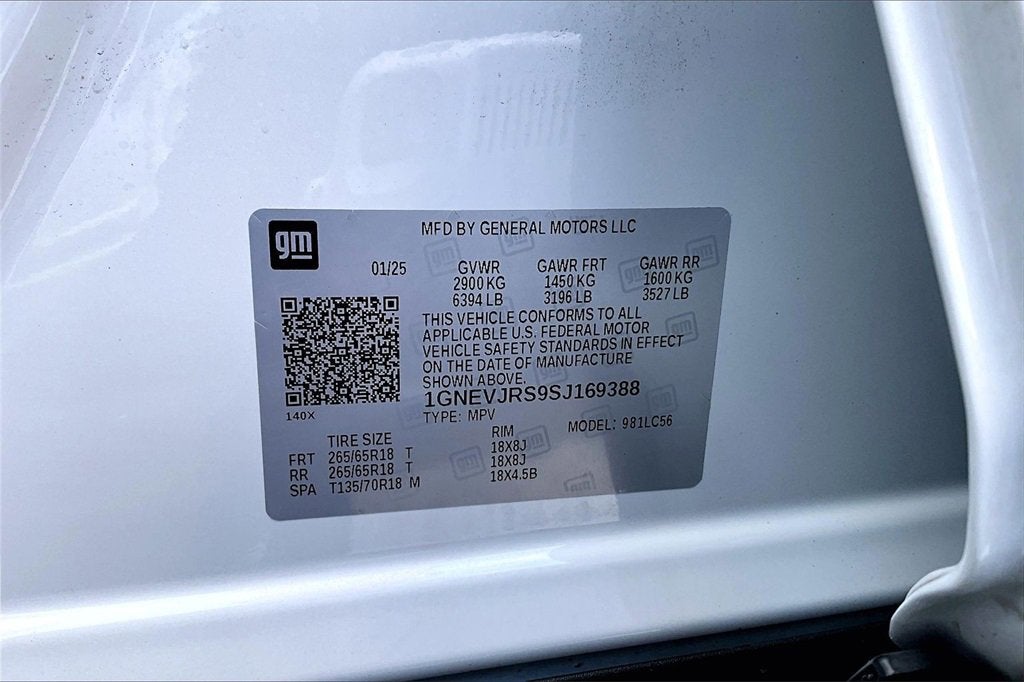 gm
MFD BY GENERAL MOTORS LLC
01/25 GVWR GAWR FRT GAWR RR
2900 KG 1450 KG 1600 KG
6394 LB 3196 LB 3527 LB
THIS VEHICLE CONFORMS TO ALL
APPLICABLE U.S. FEDERAL MOTOR
VEHICLE SAFETY STANDARDS IN EFFECT
ON THE DATE OF MANUFACTURE
SHOWN ABOVE.
1GNEVJRS9SJ169388
140X
TYPE: MPV MODEL: 981LC56
TIRE SIZE RIM
FRT 265/65R18 T 18X8J
RR 265/65R18 T 18X8J
SPA T135/70R18 M 18X4.5B